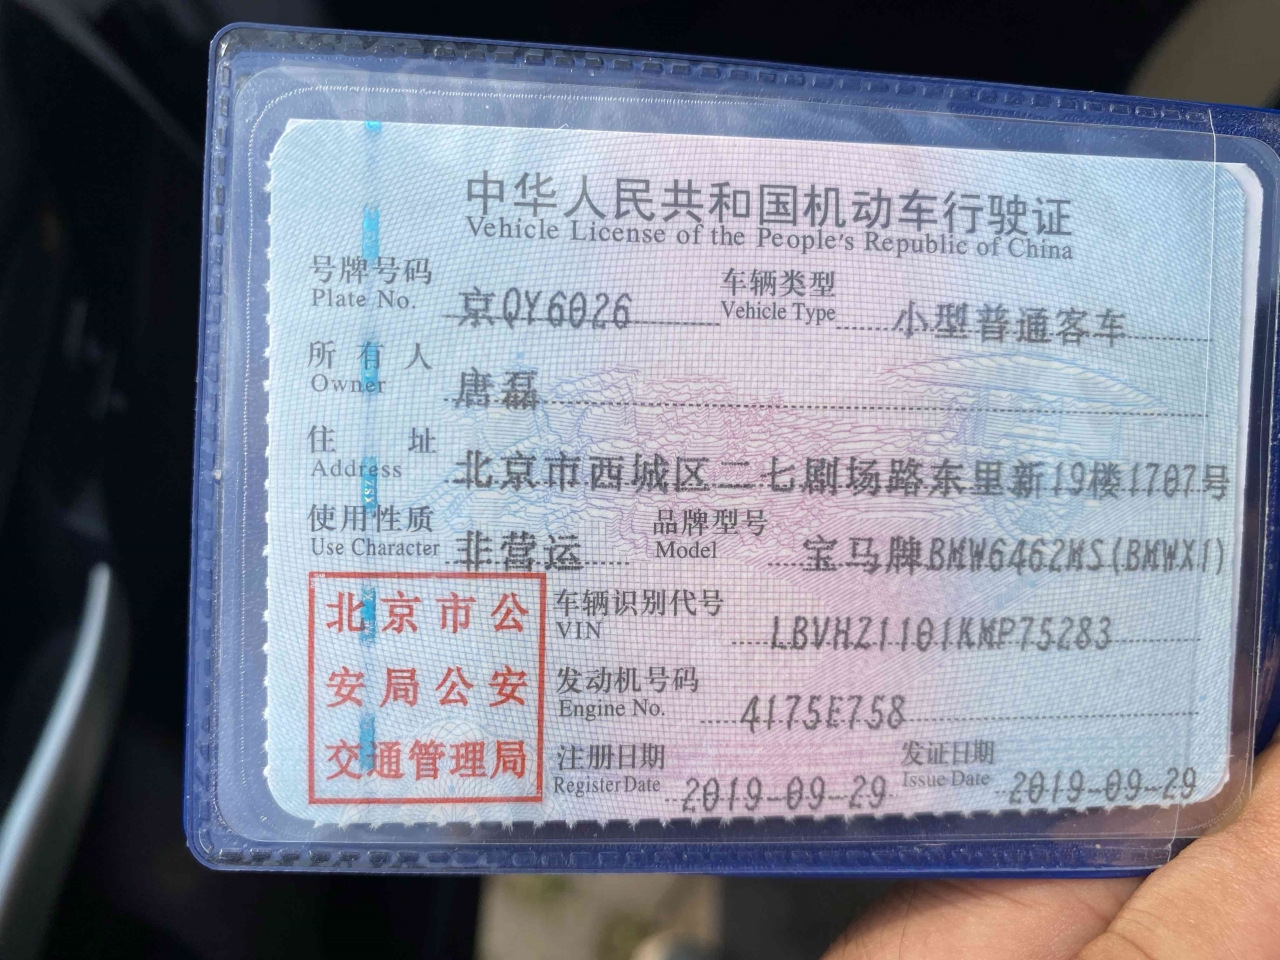 中华人民共和国机动车行驶证
Vehicle License of the People's Republic of China
号牌号码 京QY6026 车辆类型 小型普通客车
Plate No. Vehicle Type
所有人 唐磊
Owner
住址 北京市西城区二七剧场路东里新19楼1707号
Address
使用性质 非营运 品牌型号 宝马牌BMW6462MS(BMWX1)
Use Character Model
北京市公
安局公安
交通管理局
车辆识别代号 LBVHZ1101KMP75283
VIN
发动机号码 4175E758
Engine No.
注册日期 2019-09-29 发证日期 2019-09-29
Register Date Issue Date